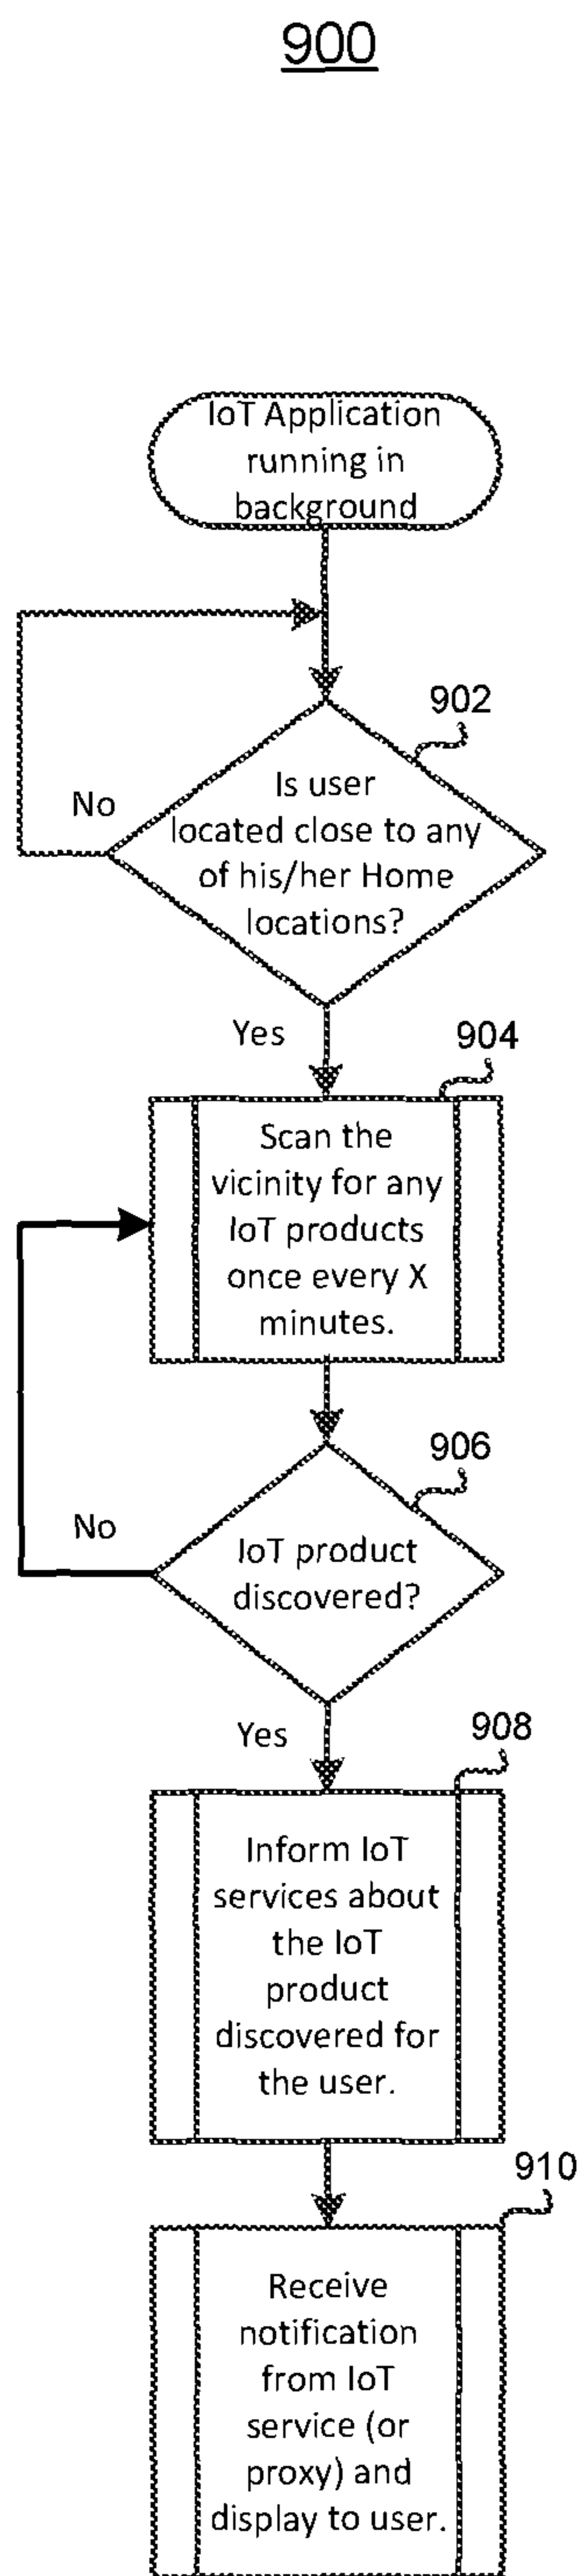 900
IoT Application
running in
background
902
Is user
located close to any
of his/her Home
locations?
No
Yes
904
Scan the
vicinity for any
IoT products
once every X
minutes.
906
IoT product
discovered?
No
Yes
908
Inform IoT
services about
the IoT
product
discovered for
the user.
910
Receive
notification
from IoT
service (or
proxy) and
display to user.